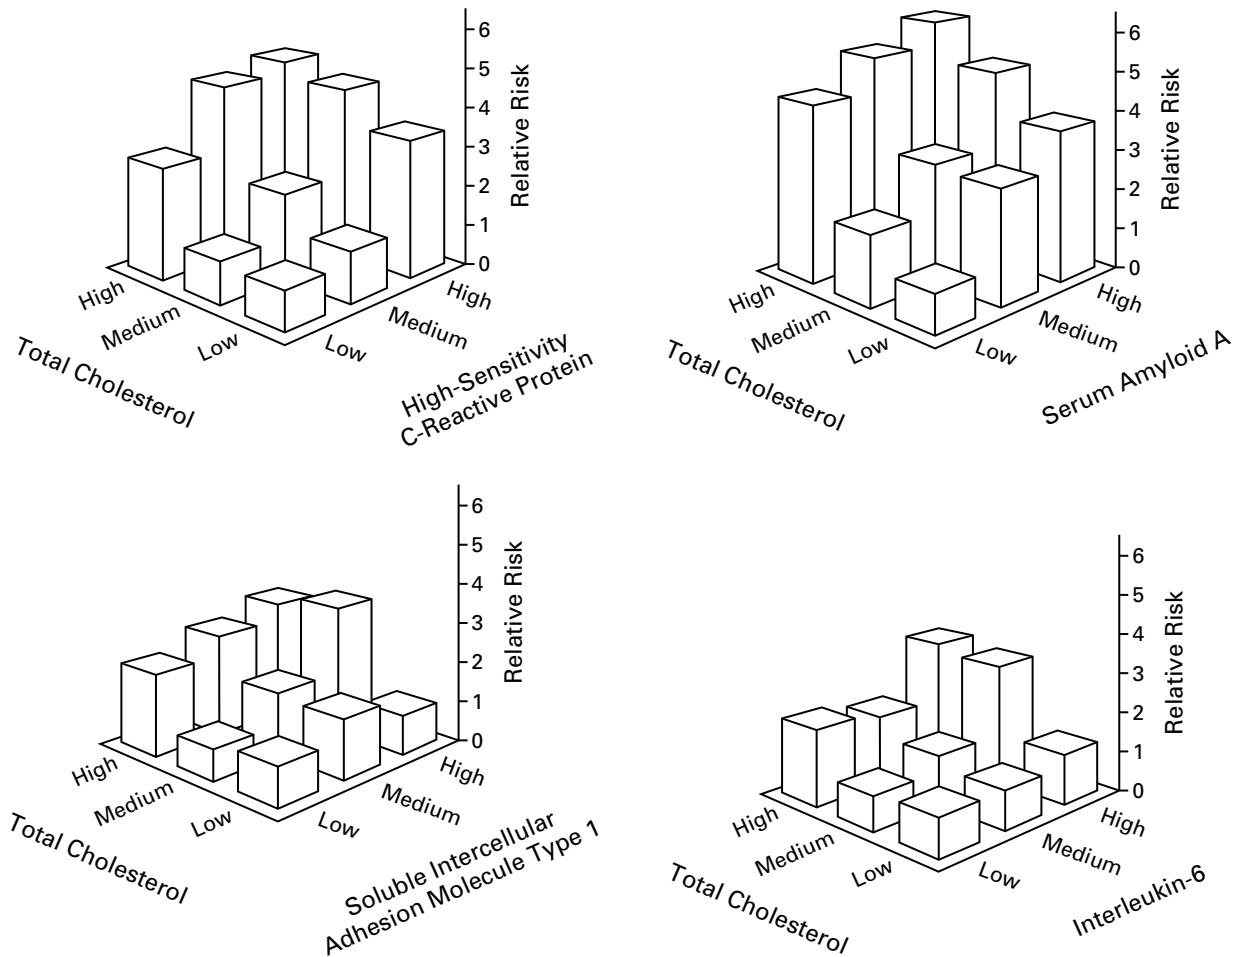 6
5
4
3
2
1
0
Relative Risk
High
Medium
Low
Total Cholesterol
Low
Medium
High
High-Sensitivity
C-Reactive Protein
6
5
4
3
2
1
0
Relative Risk
High
Medium
Low
Total Cholesterol
Low
Medium
High
Serum Amyloid A
6
5
4
3
2
1
0
Relative Risk
High
Medium
Low
Total Cholesterol
Low
Medium
High
Soluble Intercellular
Adhesion Molecule Type 1
6
5
4
3
2
1
0
Relative Risk
High
Medium
Low
Total Cholesterol
Low
Medium
High
Interleukin-6